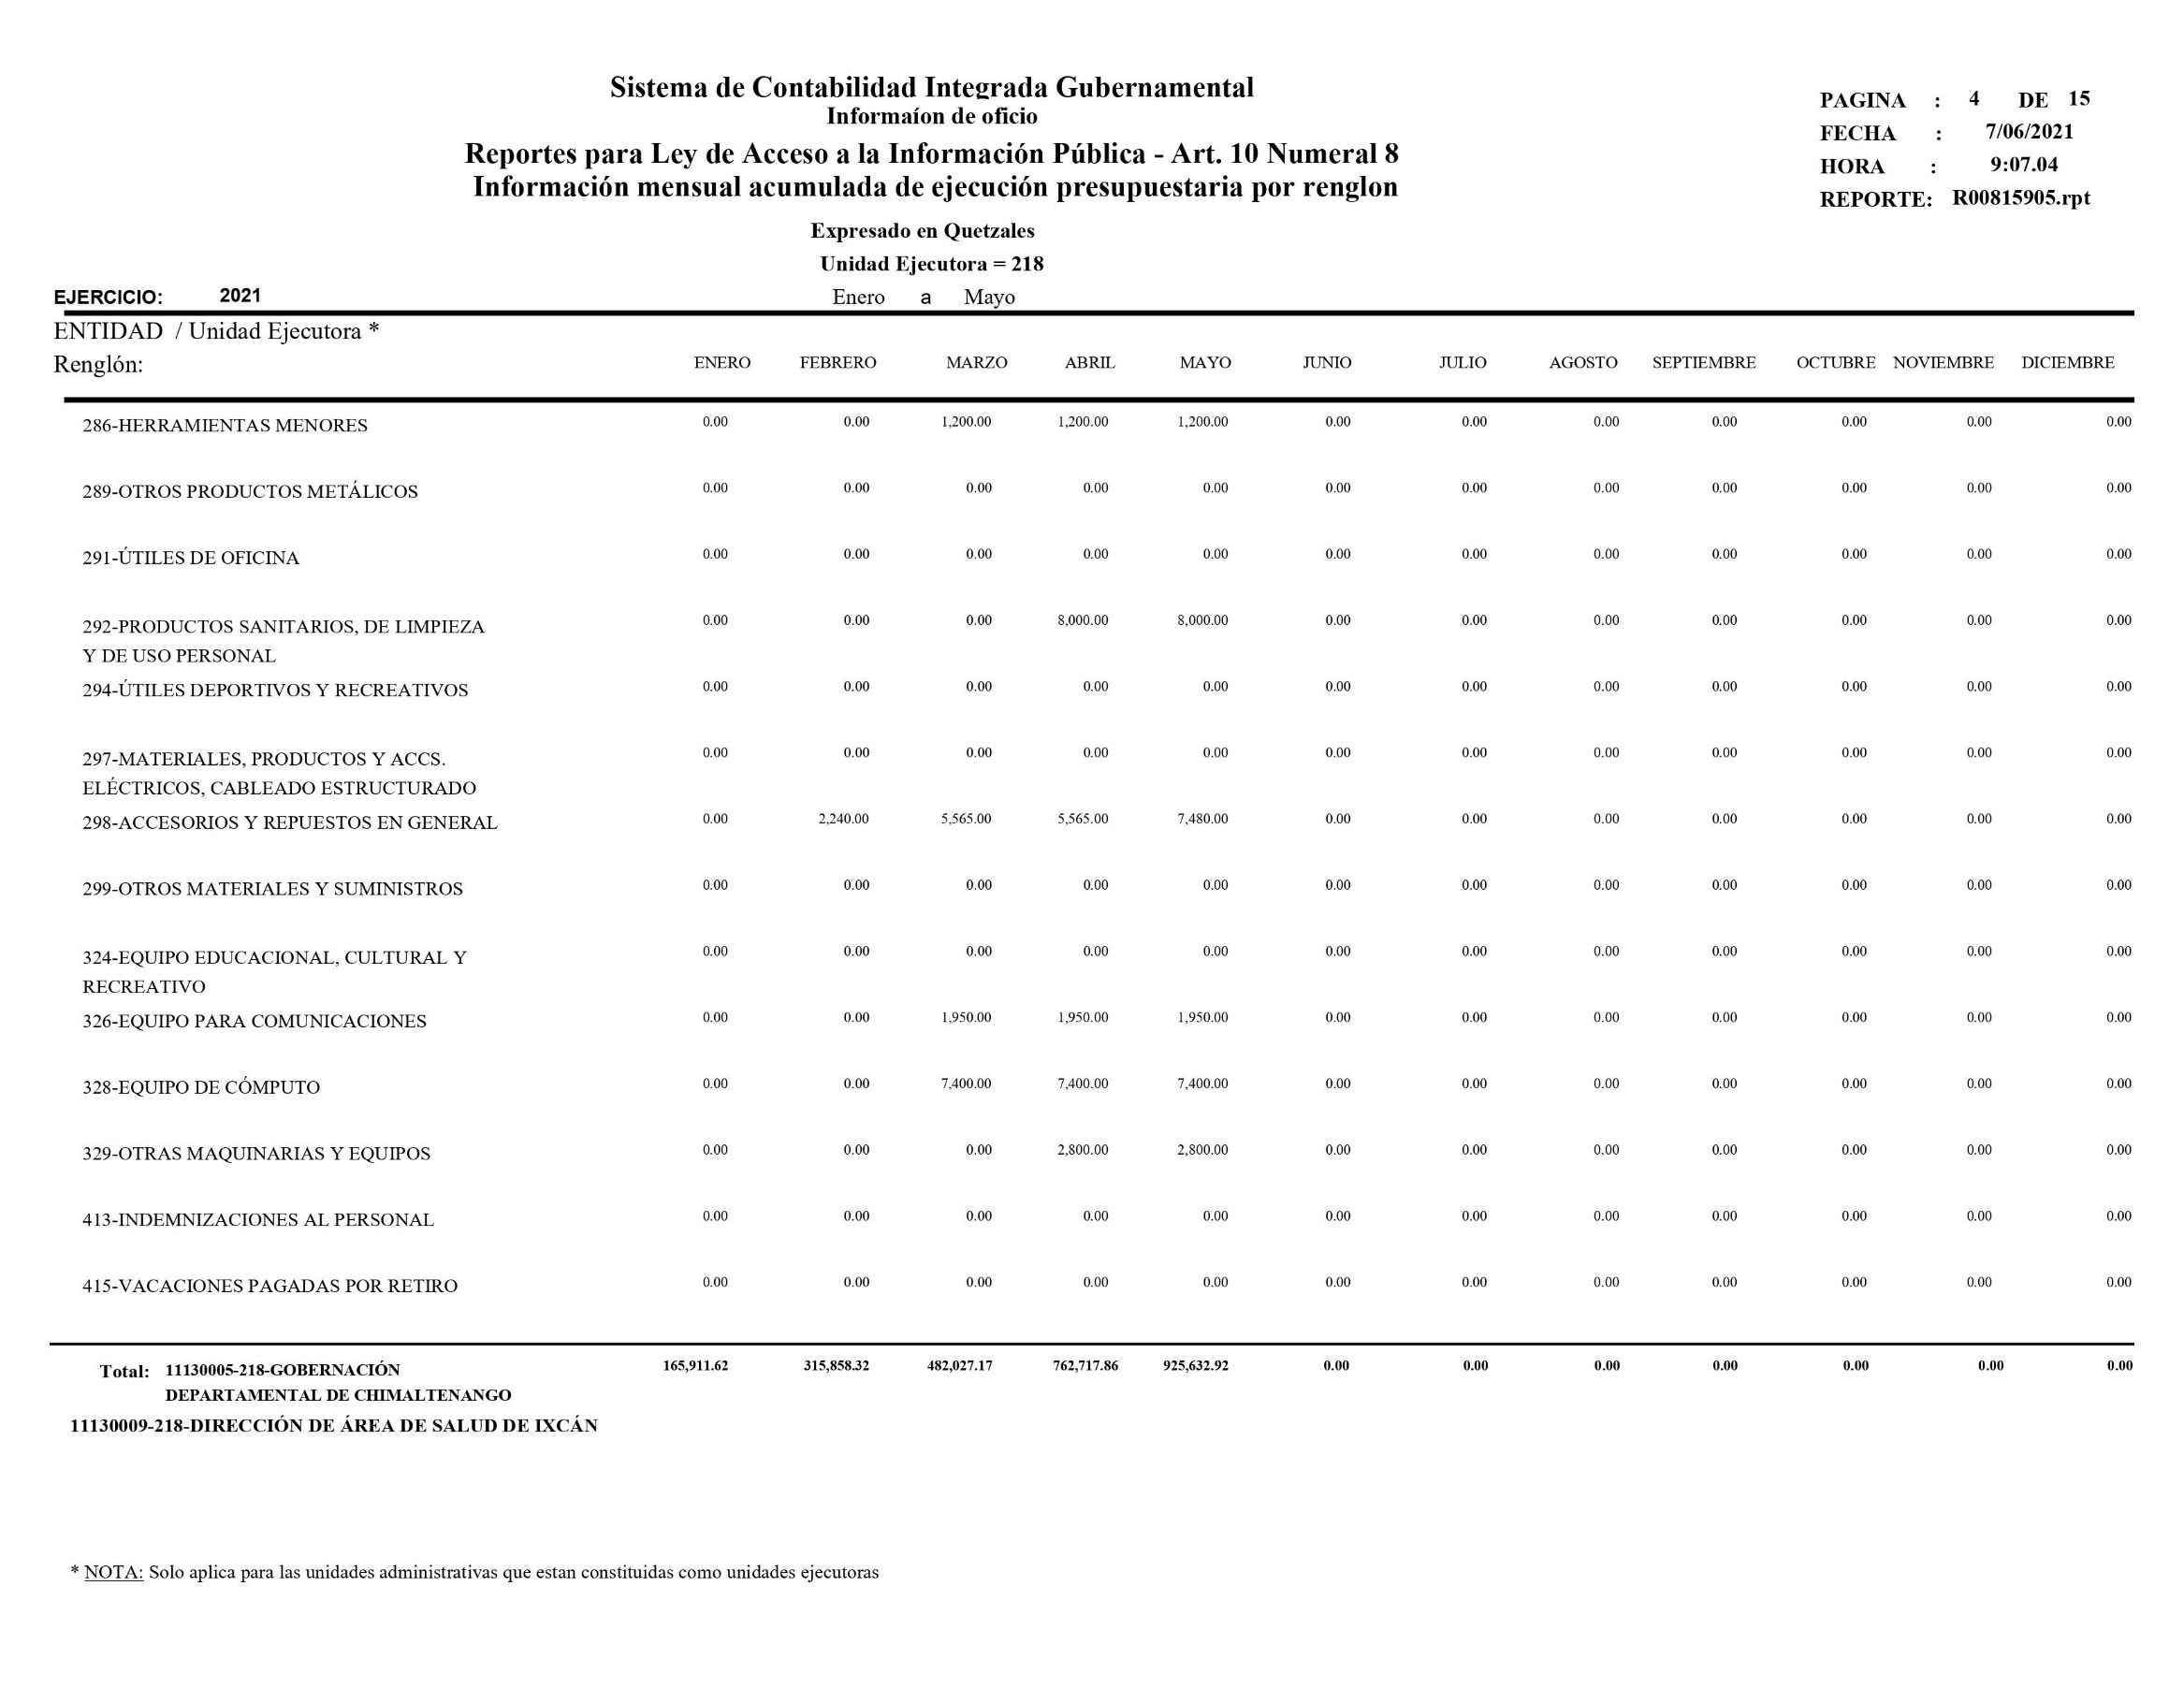 Sistema de Contabilidad Integrada Gubernamental
Informaíon de oficio
Reportes para Ley de Acceso a la Información Pública - Art. 10 Numeral 8
Información mensual acumulada de ejecución presupuestaria por renglon
Expresado en Quetzales
Unidad Ejecutora = 218
PAGINA : 4 DE 15
FECHA : 7/06/2021
HORA : 9:07.04
REPORTE: R00815905.rpt
EJERCICIO: 2021 Enero a Mayo
ENTIDAD / Unidad Ejecutora *
Renglón: ENERO FEBRERO MARZO ABRIL MAYO JUNIO JULIO AGOSTO SEPTIEMBRE OCTUBRE NOVIEMBRE DICIEMBRE
286-HERRAMIENTAS MENORES 0.00 0.00 1,200.00 1,200.00 1,200.00 0.00 0.00 0.00 0.00 0.00 0.00 0.00
289-OTROS PRODUCTOS METÁLICOS 0.00 0.00 0.00 0.00 0.00 0.00 0.00 0.00 0.00 0.00 0.00 0.00
291-ÚTILES DE OFICINA 0.00 0.00 0.00 0.00 0.00 0.00 0.00 0.00 0.00 0.00 0.00 0.00
292-PRODUCTOS SANITARIOS, DE LIMPIEZA 0.00 0.00 0.00 8,000.00 8,000.00 0.00 0.00 0.00 0.00 0.00 0.00 0.00
Y DE USO PERSONAL
294-ÚTILES DEPORTIVOS Y RECREATIVOS 0.00 0.00 0.00 0.00 0.00 0.00 0.00 0.00 0.00 0.00 0.00 0.00
297-MATERIALES, PRODUCTOS Y ACCS. 0.00 0.00 0.00 0.00 0.00 0.00 0.00 0.00 0.00 0.00 0.00 0.00
ELÉCTRICOS, CABLEADO ESTRUCTURADO
298-ACCESORIOS Y REPUESTOS EN GENERAL 0.00 2,240.00 5,565.00 5,565.00 7,480.00 0.00 0.00 0.00 0.00 0.00 0.00 0.00
299-OTROS MATERIALES Y SUMINISTROS 0.00 0.00 0.00 0.00 0.00 0.00 0.00 0.00 0.00 0.00 0.00 0.00
324-EQUIPO EDUCACIONAL, CULTURAL Y 0.00 0.00 0.00 0.00 0.00 0.00 0.00 0.00 0.00 0.00 0.00 0.00
RECREATIVO
326-EQUIPO PARA COMUNICACIONES 0.00 0.00 1,950.00 1,950.00 1,950.00 0.00 0.00 0.00 0.00 0.00 0.00 0.00
328-EQUIPO DE CÓMPUTO 0.00 0.00 7,400.00 7,400.00 7,400.00 0.00 0.00 0.00 0.00 0.00 0.00 0.00
329-OTRAS MAQUINARIAS Y EQUIPOS 0.00 0.00 0.00 2,800.00 2,800.00 0.00 0.00 0.00 0.00 0.00 0.00 0.00
413-INDEMNIZACIONES AL PERSONAL 0.00 0.00 0.00 0.00 0.00 0.00 0.00 0.00 0.00 0.00 0.00 0.00
415-VACACIONES PAGADAS POR RETIRO 0.00 0.00 0.00 0.00 0.00 0.00 0.00 0.00 0.00 0.00 0.00 0.00
Total: 11130005-218-GOBERNACIÓN 165,911.62 315,858.32 482,027.17 762,717.86 925,632.92 0.00 0.00 0.00 0.00 0.00 0.00 0.00
DEPARTAMENTAL DE CHIMALTENANGO
11130009-218-DIRECCIÓN DE ÁREA DE SALUD DE IXCÁN
* NOTA: Solo aplica para las unidades administrativas que estan constituidas como unidades ejecutoras